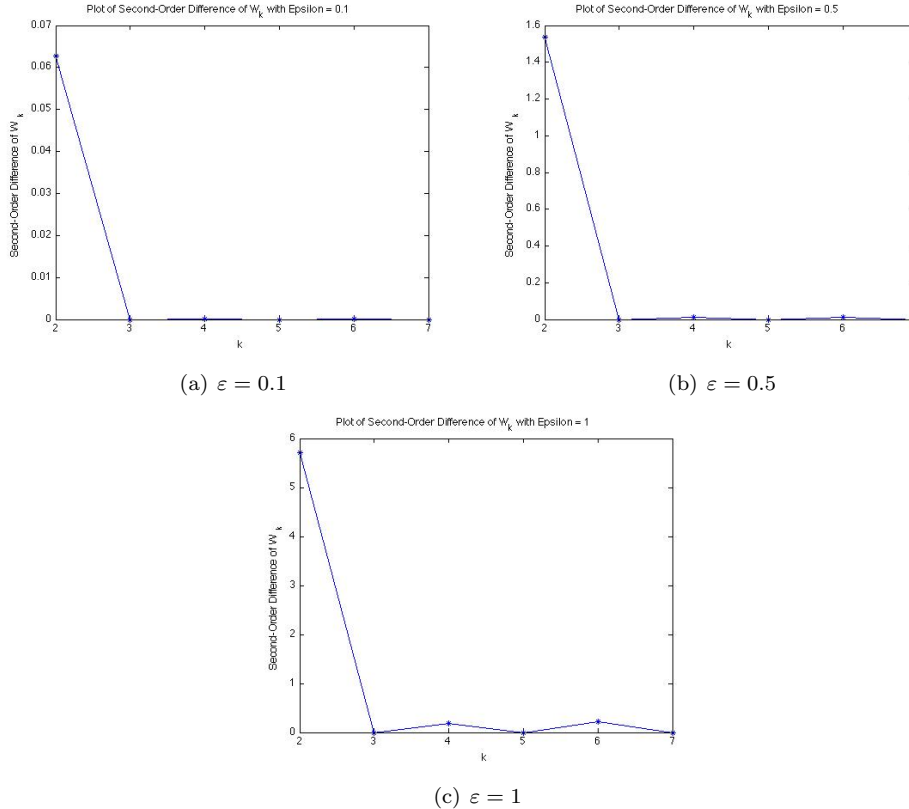 Plot of Second-Order Difference of W_k with Epsilon = 0.1
0.07
0.06
0.05
0.04
0.03
0.02
0.01
0
Second-Order Difference of W_k
2 3 4 5 6 7
k
(a) ε = 0.1
Plot of Second-Order Difference of W_k with Epsilon = 0.5
1.6
1.4
1.2
1
0.8
0.6
0.4
0.2
0
Second-Order Difference of W_k
2 3 4 5 6
k
(b) ε = 0.5
Plot of Second-Order Difference of W_k with Epsilon = 1
6
5
4
3
2
1
0
Second-Order Difference of W_k
2 3 4 5 6 7
k
(c) ε = 1